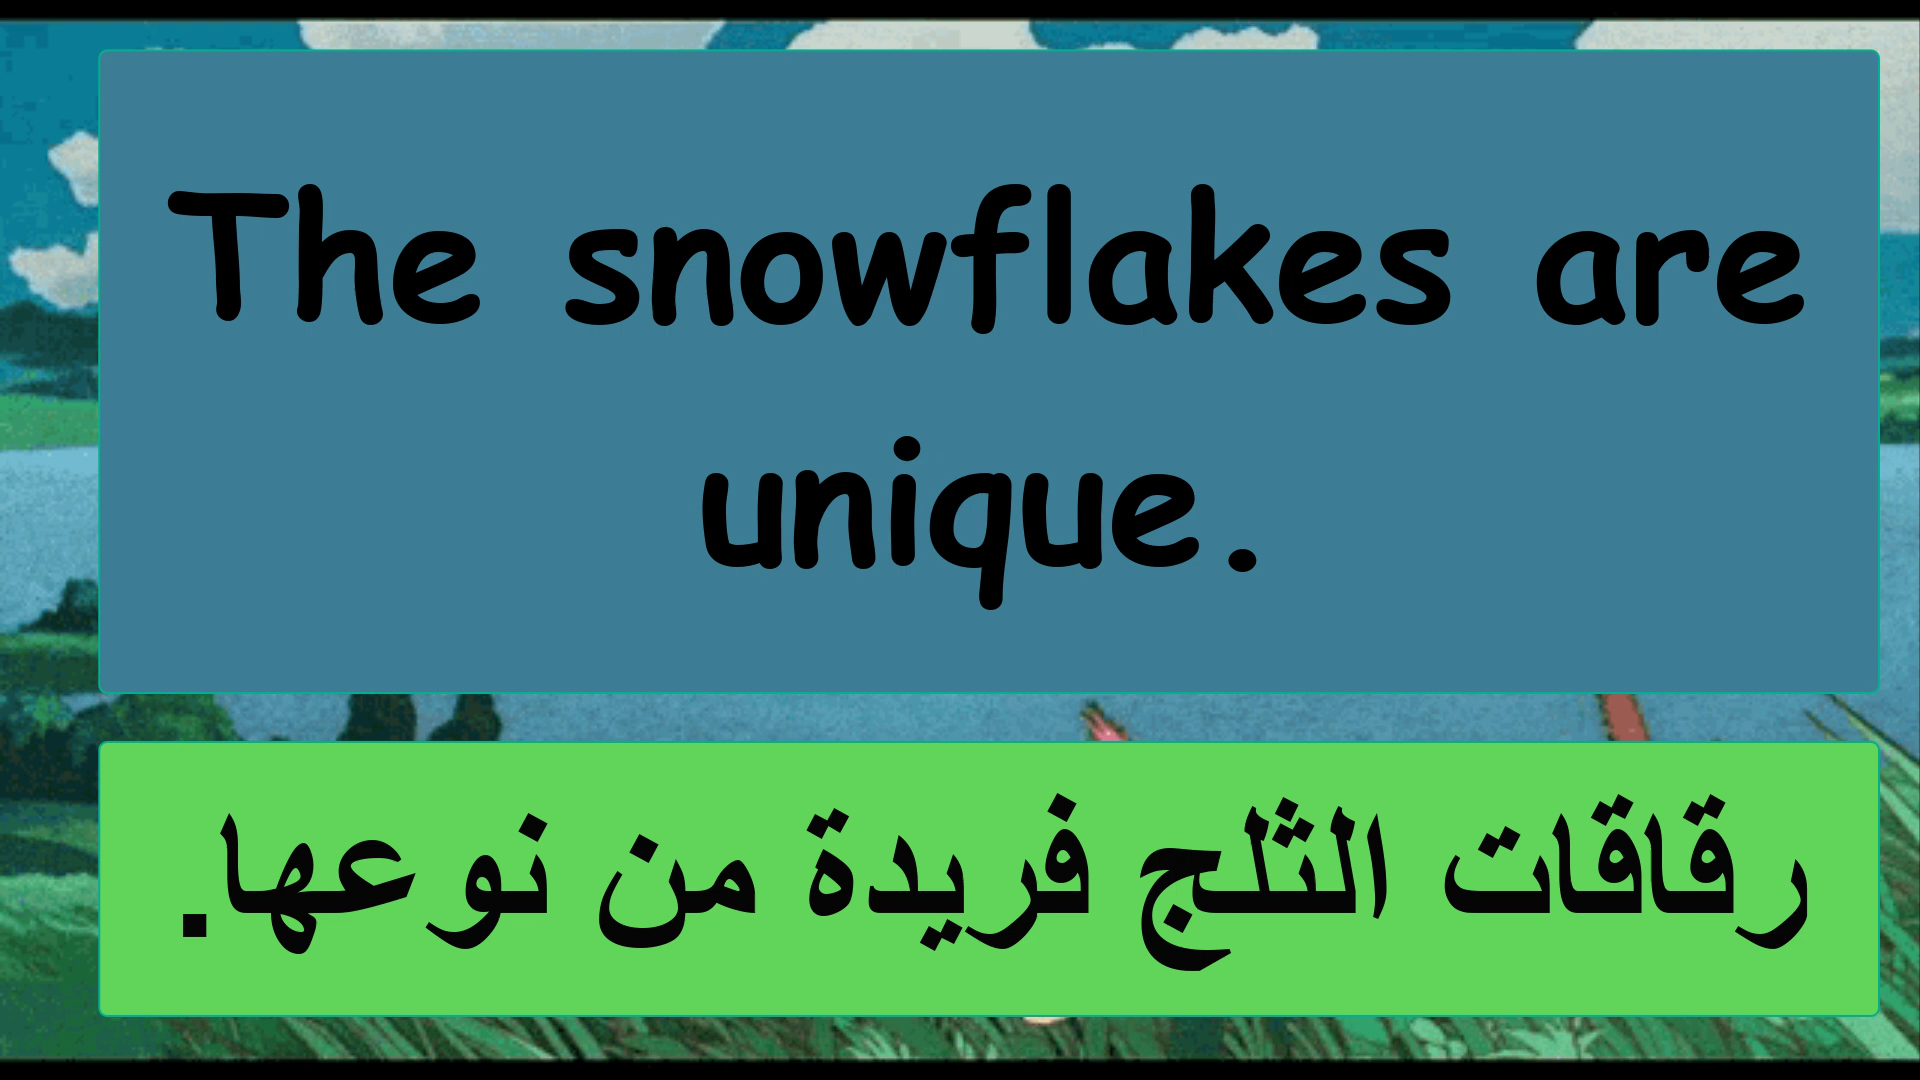 The snowflakes are
unique.
رقاقات الثلج فريدة من نوعها.